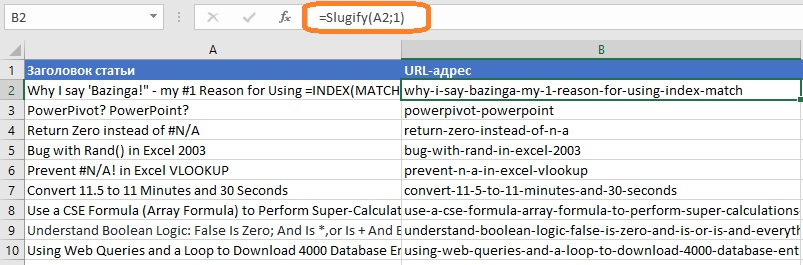 B2 fx =Slugify(A2;1)
A B
1 Заголовок статьи URL-адрес
2 Why I say 'Bazinga!" - my #1 Reason for Using =INDEX(MATCH why-i-say-bazinga-my-1-reason-for-using-index-match
3 PowerPivot? PowerPoint? powerpivot-powerpoint
4 Return Zero instead of #N/A return-zero-instead-of-n-a
5 Bug with Rand() in Excel 2003 bug-with-rand-in-excel-2003
6 Prevent #N/A! in Excel VLOOKUP prevent-n-a-in-excel-vlookup
7 Convert 11.5 to 11 Minutes and 30 Seconds convert-11-5-to-11-minutes-and-30-seconds
8 Use a CSE Formula (Array Formula) to Perform Super-Calculat use-a-cse-formula-array-formula-to-perform-super-calculations
9 Understand Boolean Logic: False Is Zero; And Is *,or Is + And E understand-boolean-logic-false-is-zero-and-is-or-is-and-everyth
10 Using Web Queries and a Loop to Download 4000 Database En using-web-queries-and-a-loop-to-download-4000-database-ent